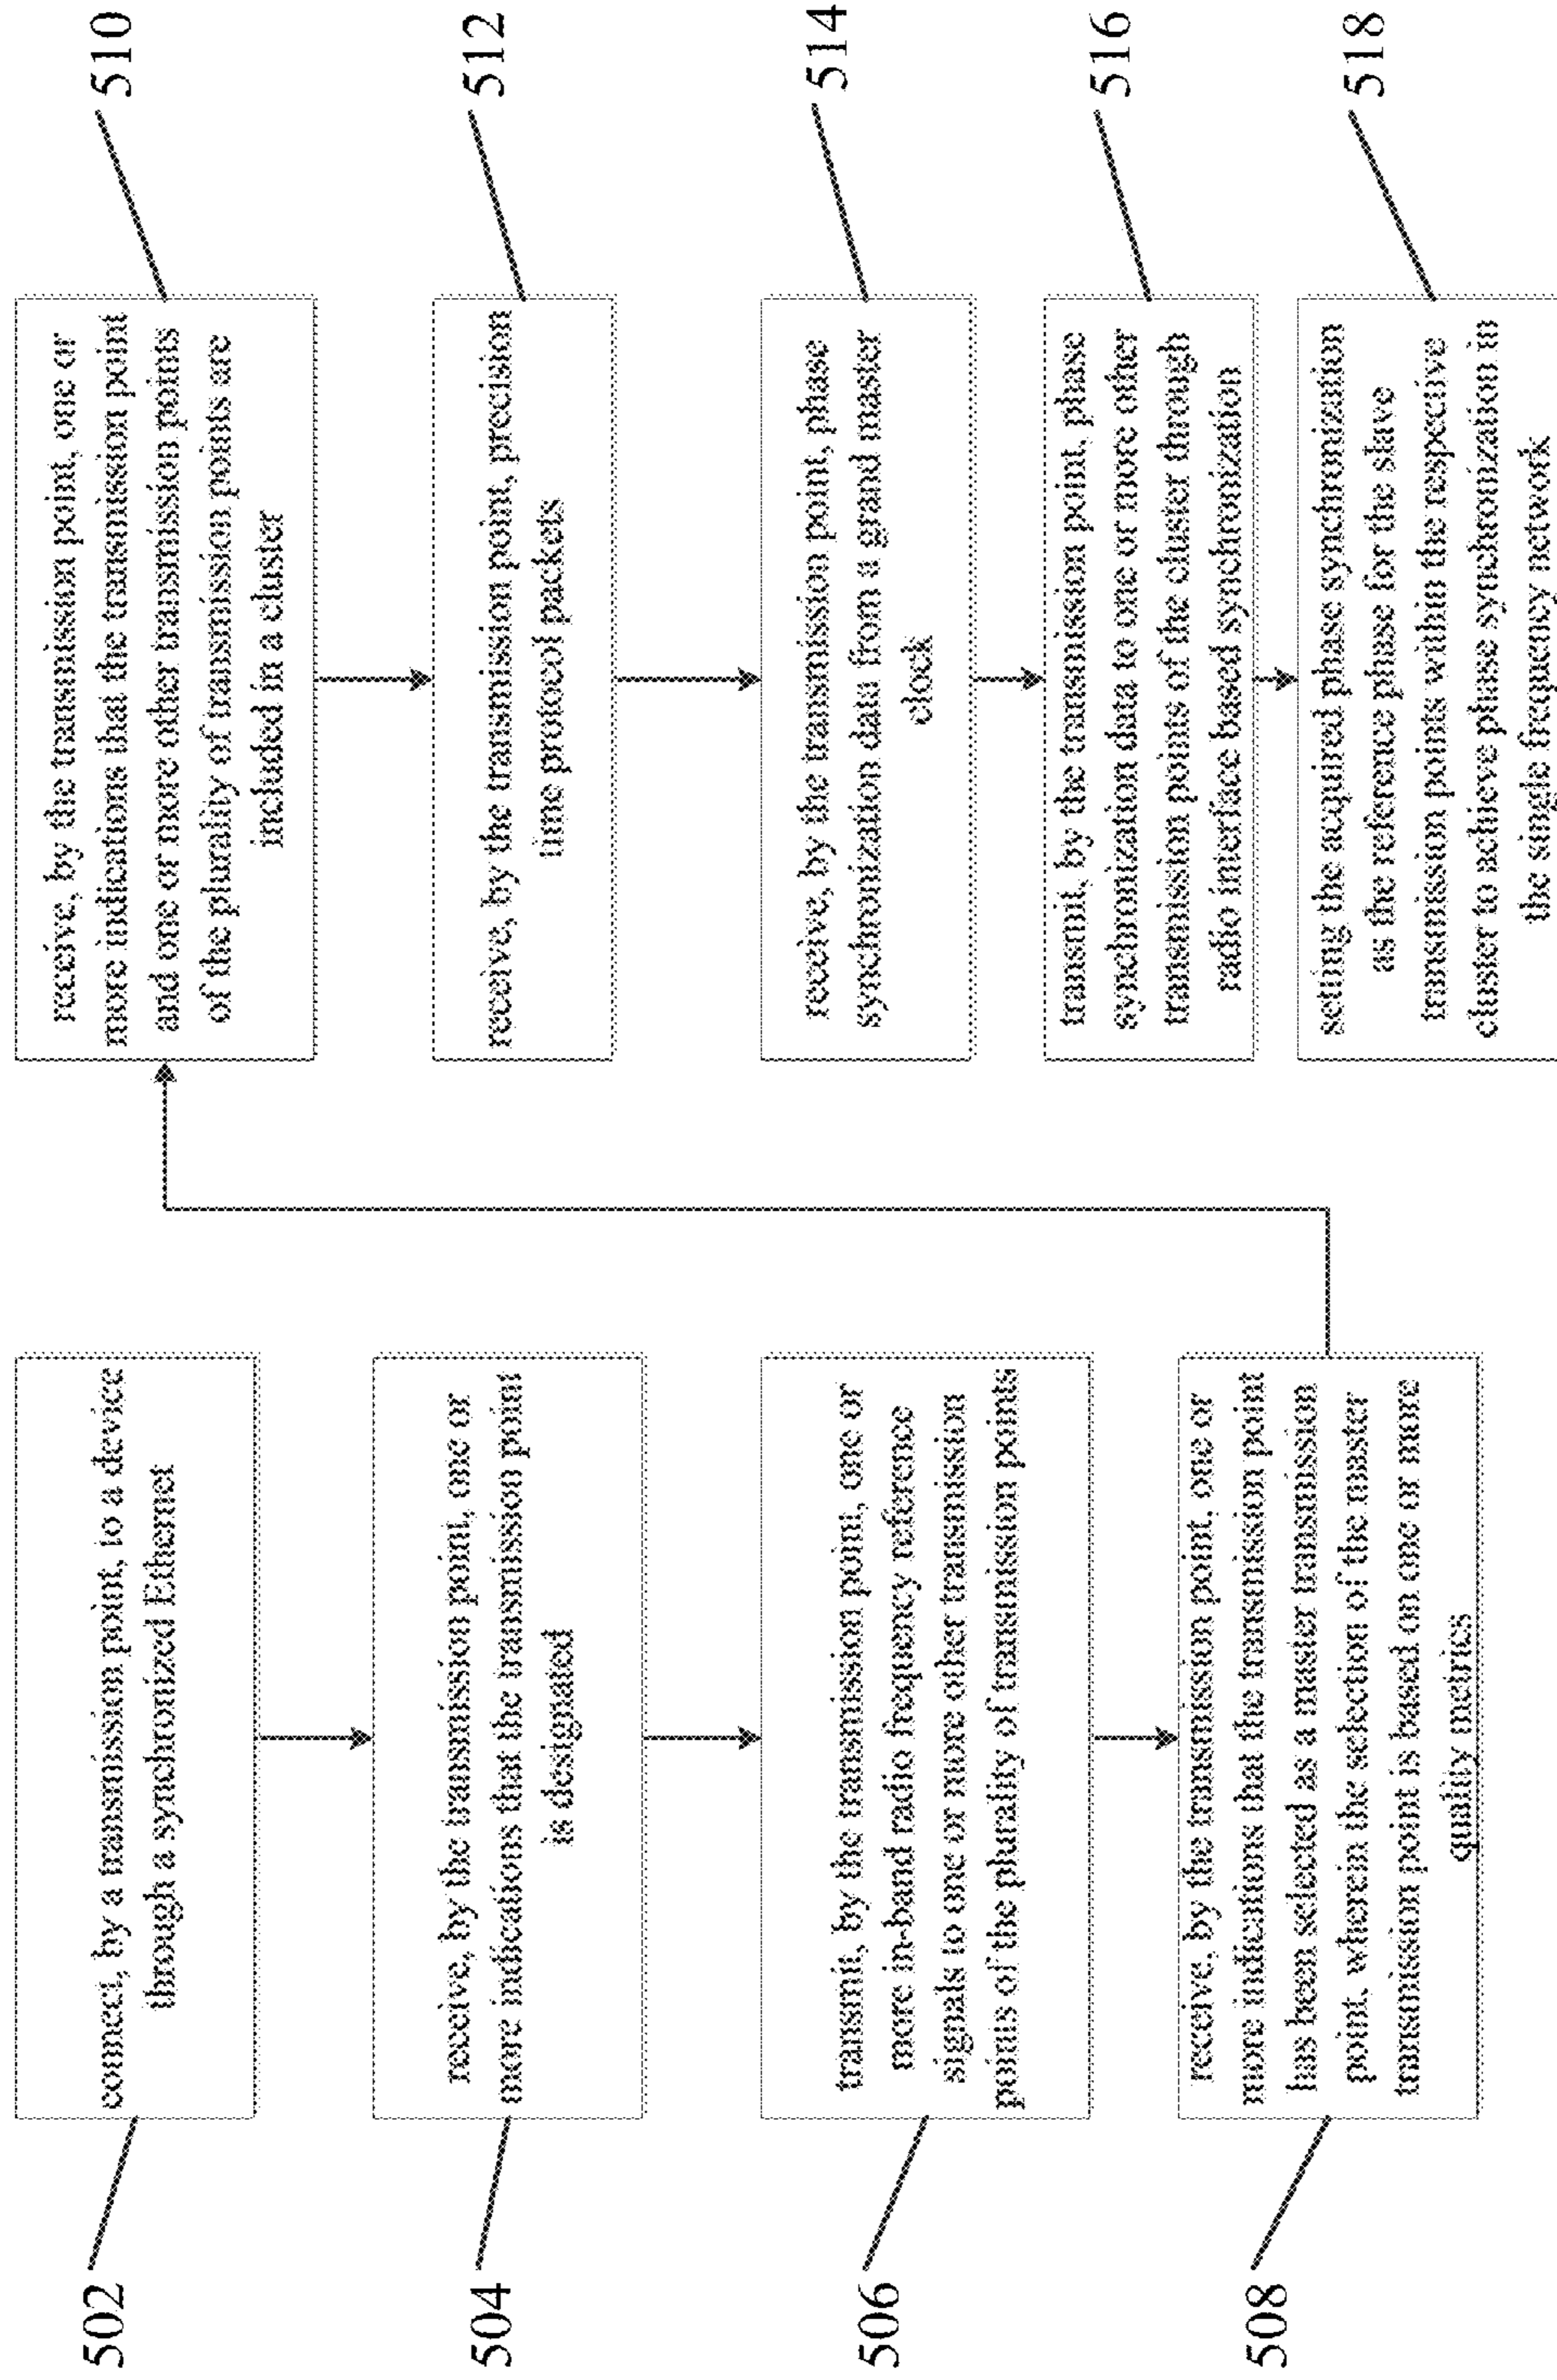 502
connect, by a transmission point, to a device
through a synchronized Ethernet
504
receive, by the transmission point, one or
more indications that the transmission point
is designated
506
transmit, by the transmission point, one or
more in-band radio frequency reference
signals to one or more other transmission
points of the plurality of transmission points
508
receive, by the transmission point, one or
more indications that the transmission point
has been selected as a master transmission
point, wherein the selection of the master
transmission point is based on one or more
quality metrics
510
receive, by the transmission point, one or
more indications that the transmission point
and one or more other transmission points
of the plurality of transmission points are
included in a cluster
512
receive, by the transmission point, precision
time protocol packets
514
receive, by the transmission point, phase
synchronization data from a grand master
clock
516
transmit, by the transmission point, phase
synchronization data to one or more other
transmission points of the cluster through
radio interface based synchronization
518
setting the acquired phase synchronization
as the reference phase for the slave
transmission points within the respective
cluster to achieve phase synchronization in
the single frequency network